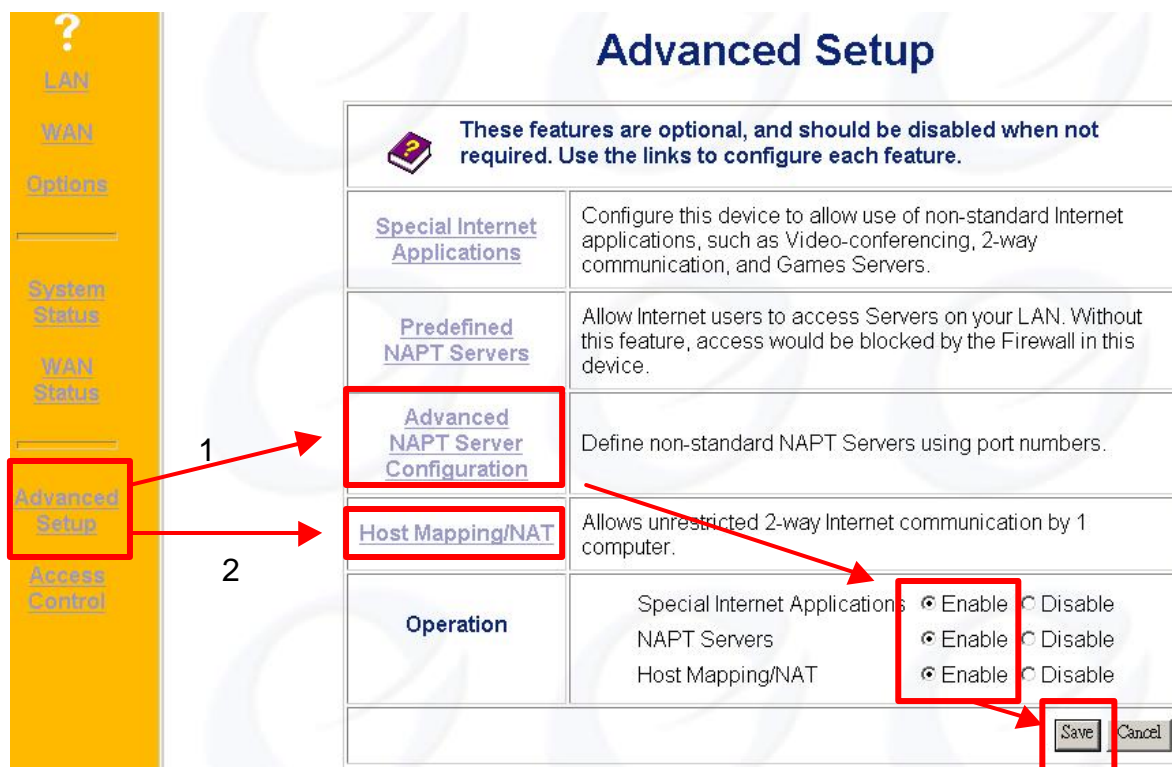 ?
LAN
WAN
Options
System
Status
WAN
Status
Advanced
Setup
Access
Control
1
2
Advanced Setup
?
These features are optional, and should be disabled when not
required. Use the links to configure each feature.
Special Internet
Applications
Configure this device to allow use of non-standard Internet
applications, such as Video-conferencing, 2-way
communication, and Games Servers.
Predefined
NAPT Servers
Allow Internet users to access Servers on your LAN. Without
this feature, access would be blocked by the Firewall in this
device.
Advanced
NAPT Server
Configuration
Define non-standard NAPT Servers using port numbers.
Host Mapping/NAT
Allows unrestricted 2-way Internet communication by 1
computer.
Operation
Special Internet Applications Enable Disable
NAPT Servers Enable Disable
Host Mapping/NAT Enable Disable
Save Cancel